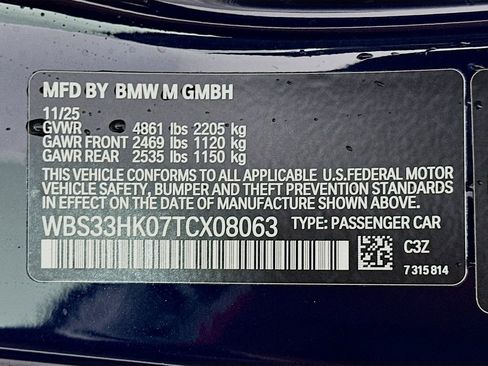 MFD BY BMW M GMBH
11/25
GVWR 4861 lbs 2205 kg
GAWR FRONT 2469 lbs 1120 kg
GAWR REAR 2535 lbs 1150 kg
THIS VEHICLE CONFORMS TO ALL APPLICABLE U.S.FEDERAL MOTOR
VEHICLE SAFETY, BUMPER AND THEFT PREVENTION STANDARDS
IN EFFECT ON THE DATE OF MANUFACTURE SHOWN ABOVE.
WBS33HK07TCX08063 TYPE: PASSENGER CAR
C3Z
7 315 814